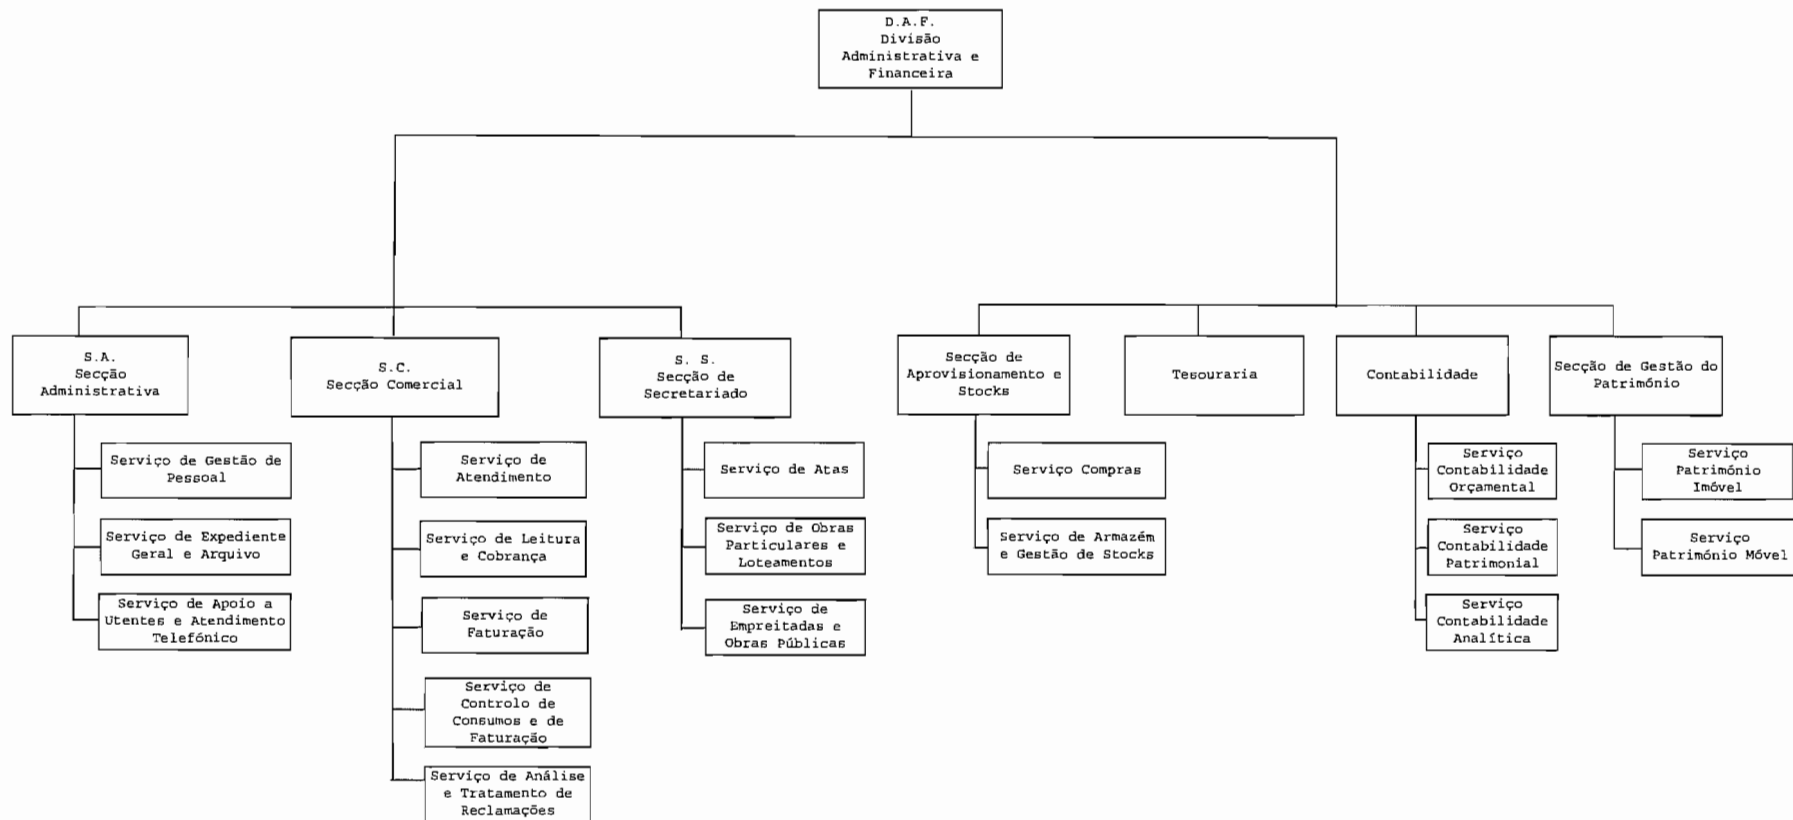 D.A.F.
Divisão
Administrativa e
Financeira
S.A.
Secção
Administrativa
Serviço de Gestão de
Pessoal
Serviço de Expediente
Geral e Arquivo
Serviço de Apoio a
Utentes e Atendimento
Telefónico
S.C.
Secção Comercial
Serviço de
Atendimento
Serviço de Leitura
e Cobrança
Serviço de
Faturação
Serviço de
Controlo de
Consumos e de
Faturação
Serviço de Análise
e Tratamento de
Reclamações
S. S.
Secção de
Secretariado
Serviço de Atas
Serviço de Obras
Particulares e
Loteamentos
Serviço de
Empreitadas e
Obras Públicas
Secção de
Aprovisionamento e
Stocks
Serviço Compras
Serviço de Armazém
e Gestão de Stocks
Tesouraria
Contabilidade
Serviço
Contabilidade
Orçamental
Serviço
Contabilidade
Patrimonial
Serviço
Contabilidade
Analítica
Secção de Gestão do
Património
Serviço
Património
Imóvel
Serviço
Património Móvel